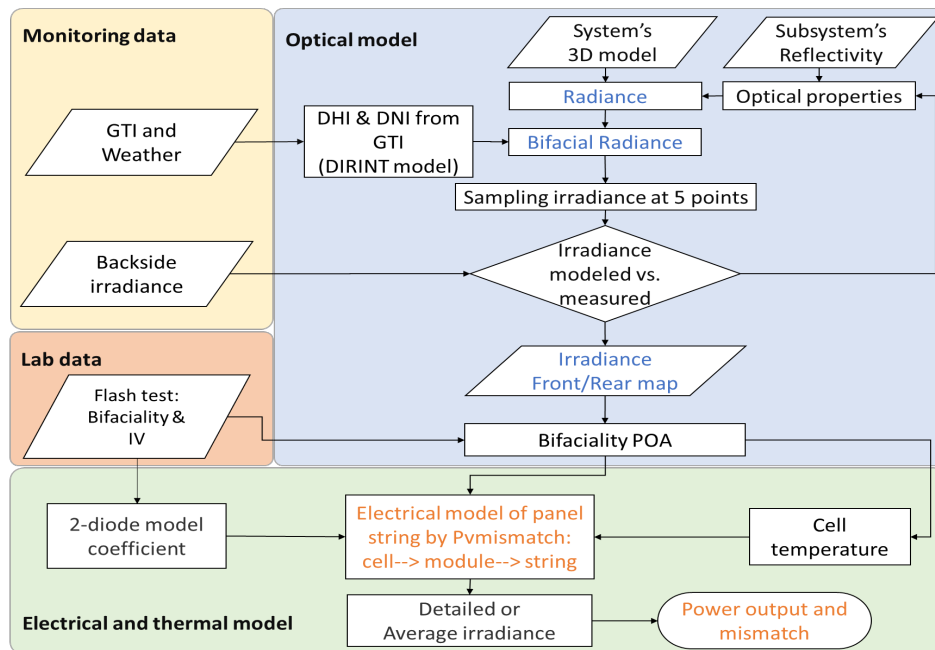 Monitoring data
Optical model
System's
3D model
Subsystem's
Reflectivity
Radiance
Optical properties
GTI and
Weather
DHI & DNI from
GTI
(DIRINT model)
Bifacial Radiance
Sampling irradiance at 5 points
Backside
irradiance
Irradiance
modeled vs.
measured
Lab data
Irradiance
Front/Rear map
Flash test:
Bifaciality &
IV
Bifaciality POA
2-diode model
coefficient
Electrical model of panel
string by Pvmismatch:
cell--> module--> string
Cell
temperature
Electrical and thermal model
Detailed or
Average irradiance
Power output and
mismatch